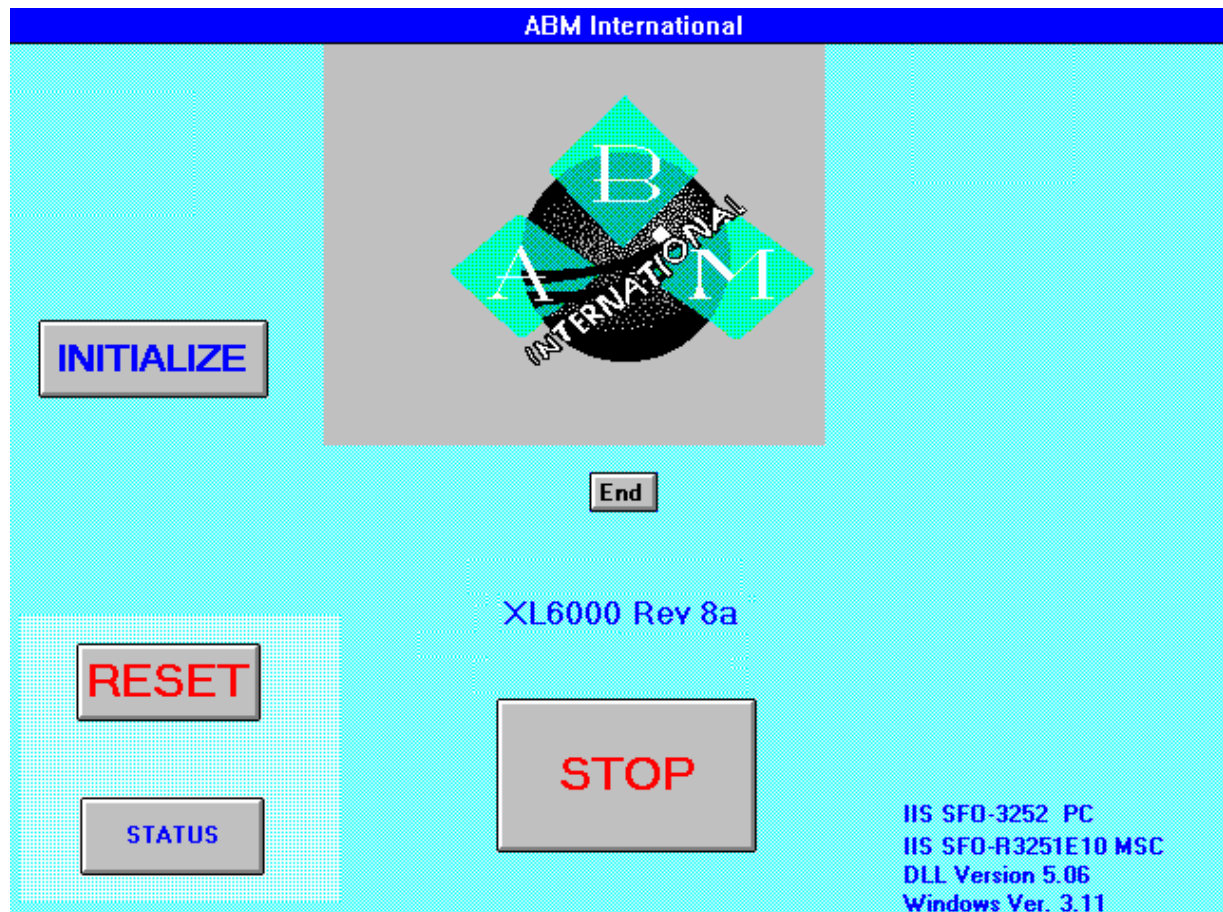 ABM International
B
A
M
INTERNATIONAL
INITIALIZE
End
XL6000 Rev 8a
RESET
STOP
STATUS
IIS SFO-3252 PC
IIS SFO-R3251E10 MSC
DLL Version 5.06
Windows Ver. 3.11